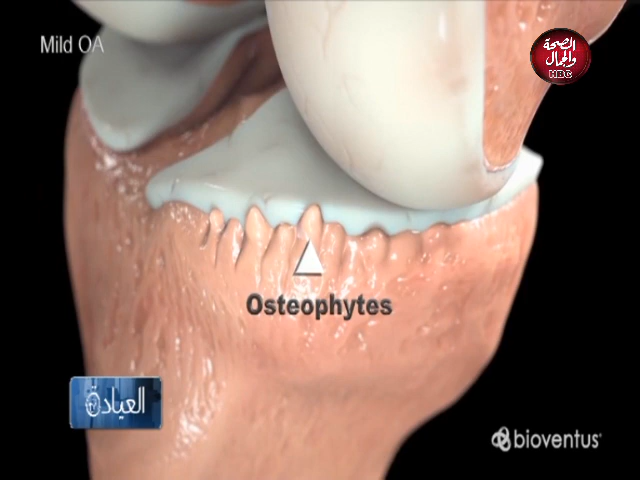 Mild OA
الصحة
والجمال
HBC
Osteophytes
العيادة
bioventus